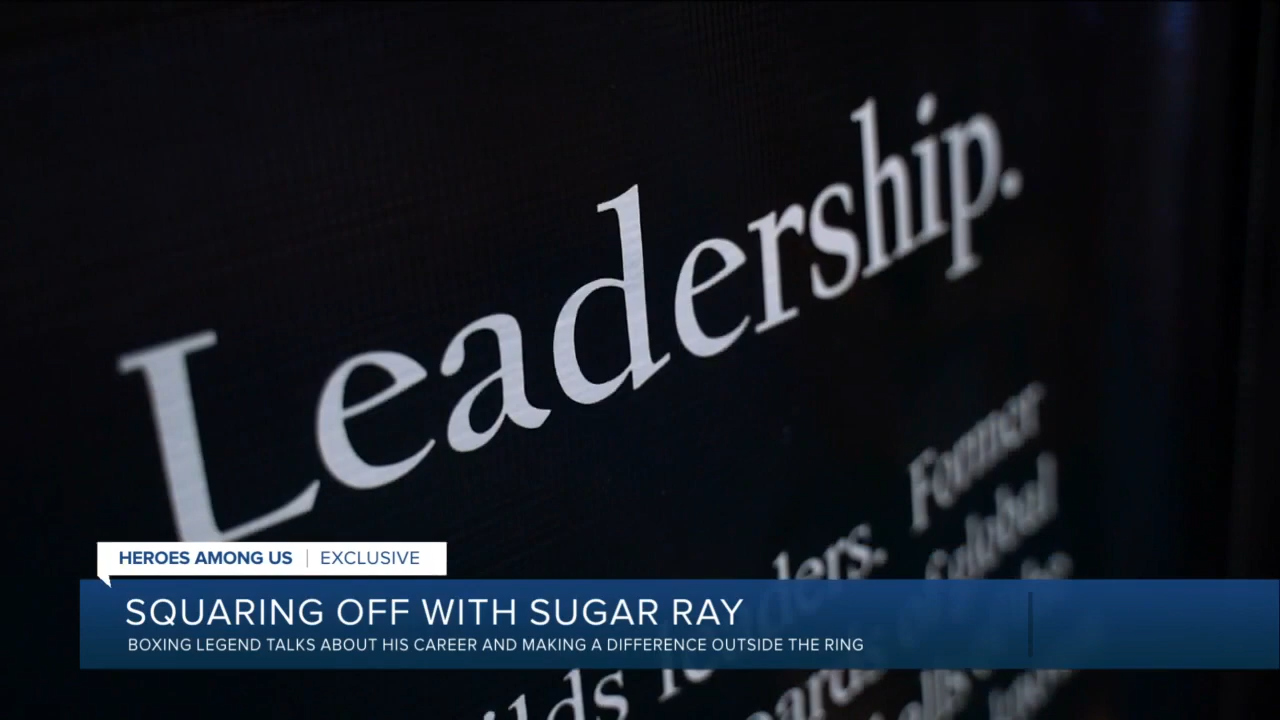 Leadership.
Former
HEROES AMONG US | EXCLUSIVE
SQUARING OFF WITH SUGAR RAY
BOXING LEGEND TALKS ABOUT HIS CAREER AND MAKING A DIFFERENCE OUTSIDE THE RING